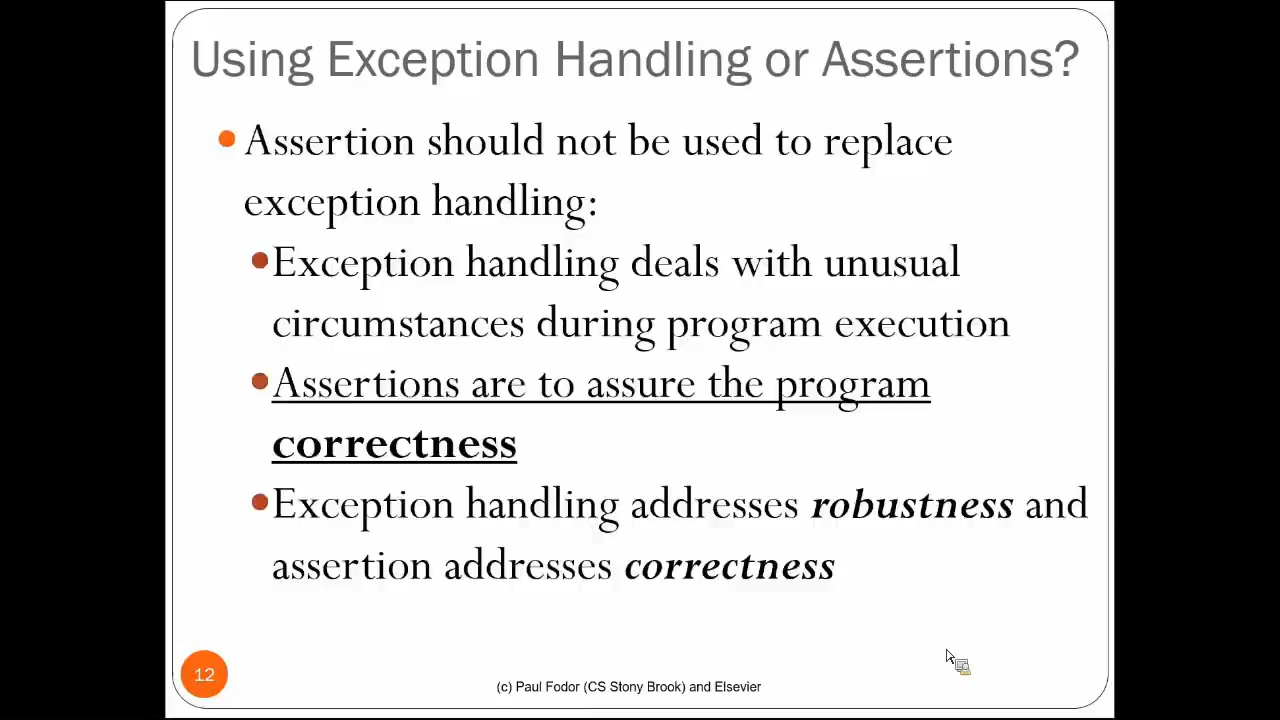 Using Exception Handling or Assertions?
Assertion should not be used to replace
exception handling:
Exception handling deals with unusual
circumstances during program execution
Assertions are to assure the program
correctness
Exception handling addresses robustness and
assertion addresses correctness
12
(c) Paul Fodor (CS Stony Brook) and Elsevier